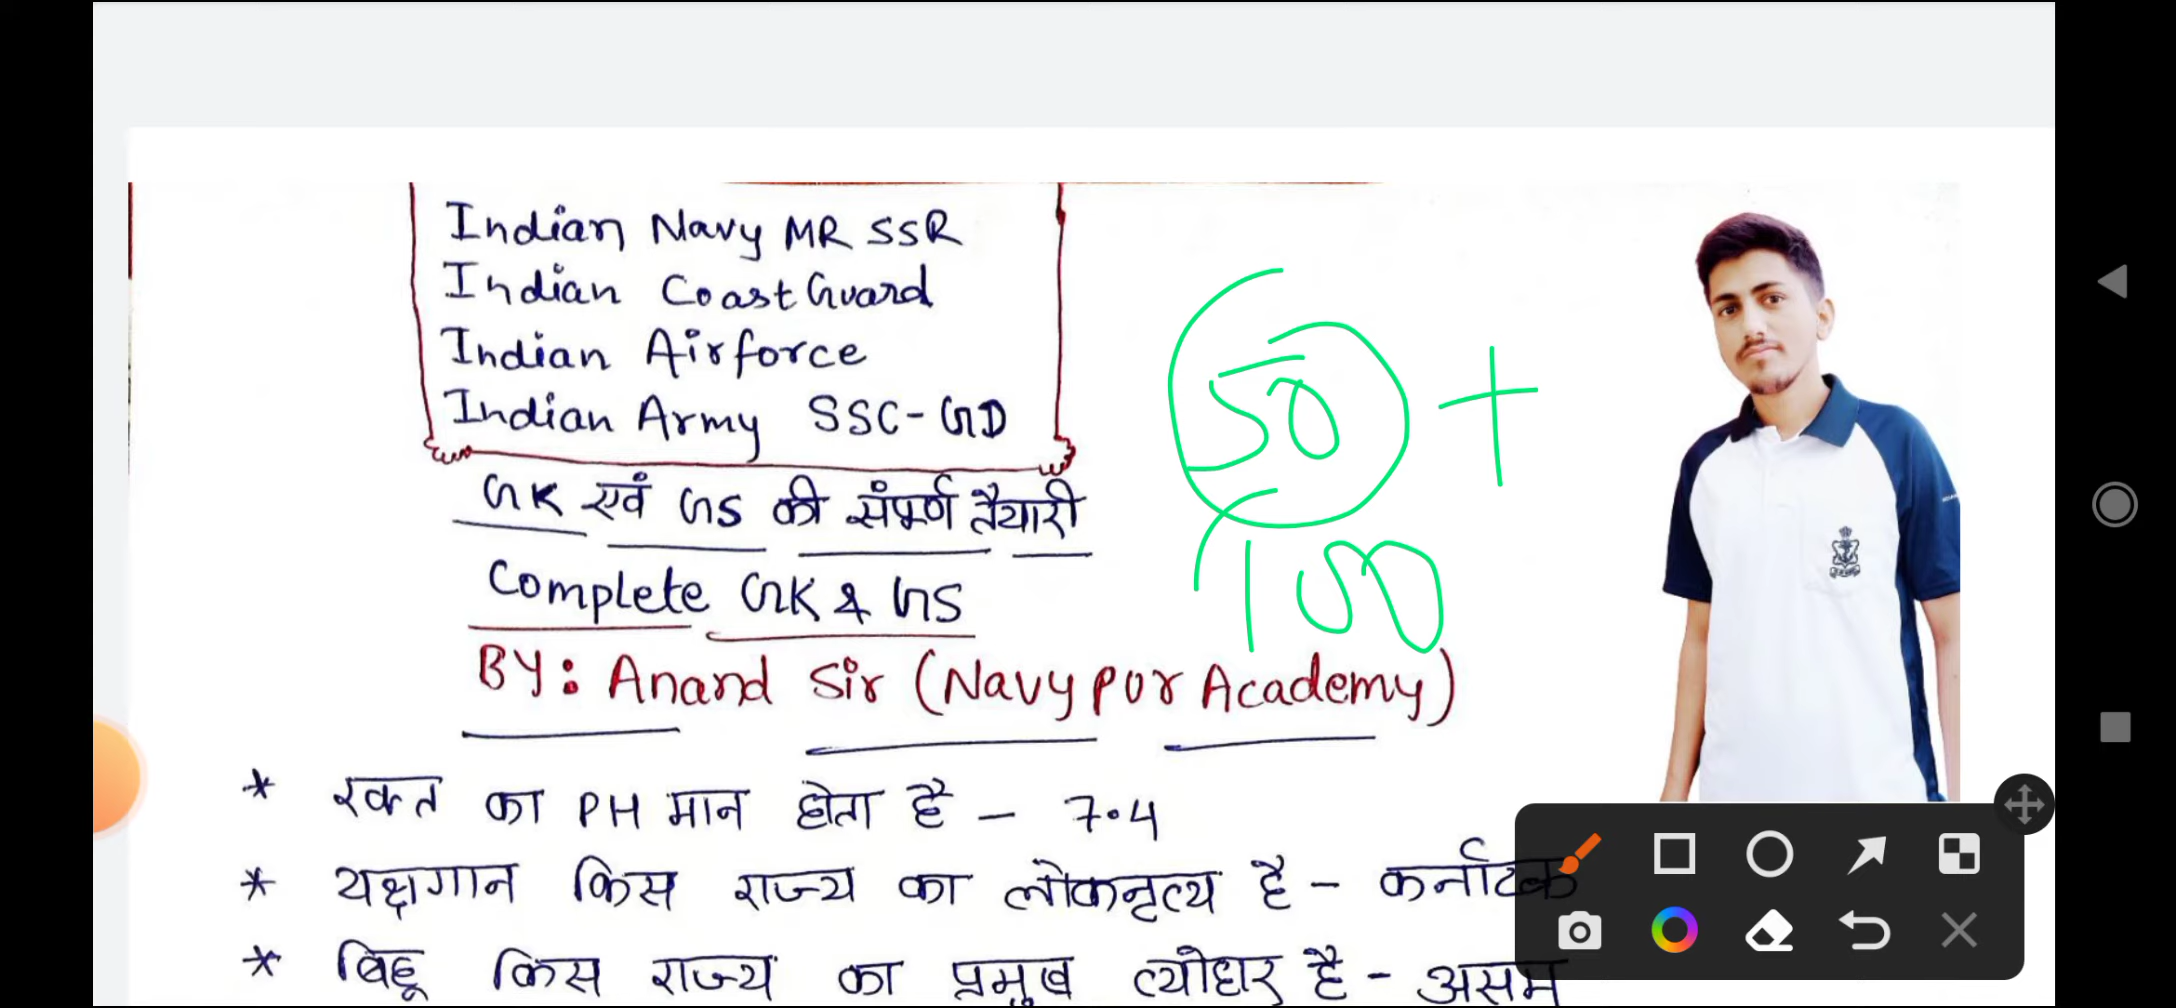 Indian Navy MR SSR
Indian Coast Guard
Indian Airforce
Indian Army SSC-GD
GK एवं GS की संपूर्ण तैयारी
Complete GK & GS
BY: Anand Sir (Navy por Academy)
50 +
100
* रक्त का PH मान होता है - 7.4
* यक्षगान किस राज्य का लोकनृत्य है - कर्नाटक
* बिहू किस राज्य का प्रमुख त्योहार है - असम